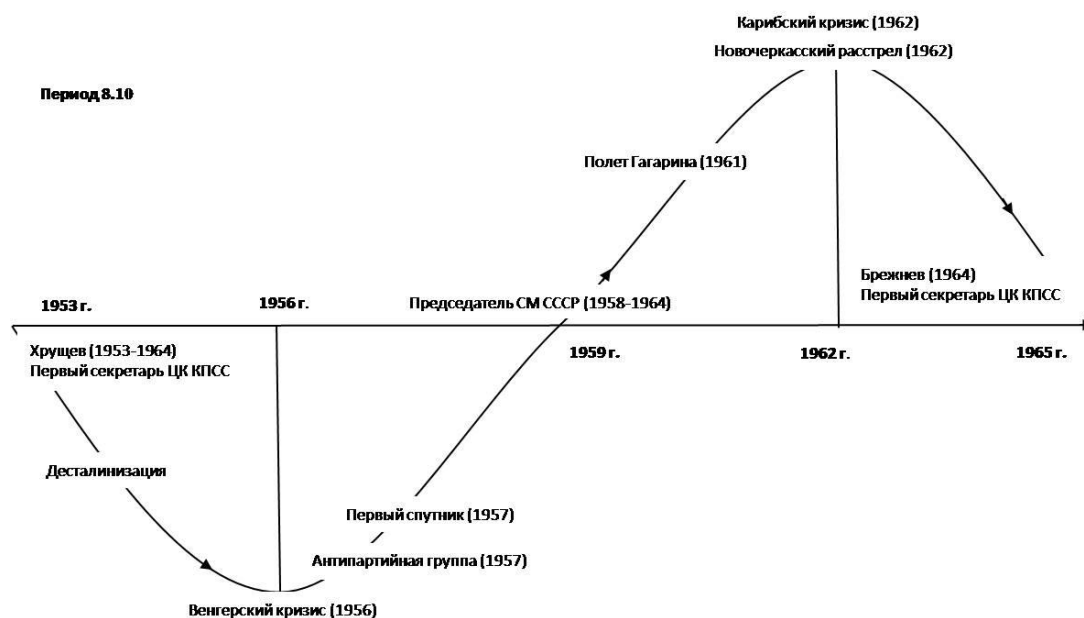 Карибский кризис (1962)
Новочеркасский расстрел (1962)
Период 8.10
Полет Гагарина (1961)
Брежнев (1964)
Первый секретарь ЦК КПСС
1953 г.
1956 г.
Председатель СМ СССР (1958-1964)
Хрущев (1953-1964)
Первый секретарь ЦК КПСС
1959 г.
1962 г.
1965 г.
Десталинизация
Первый спутник (1957)
Антипартийная группа (1957)
Венгерский кризис (1956)